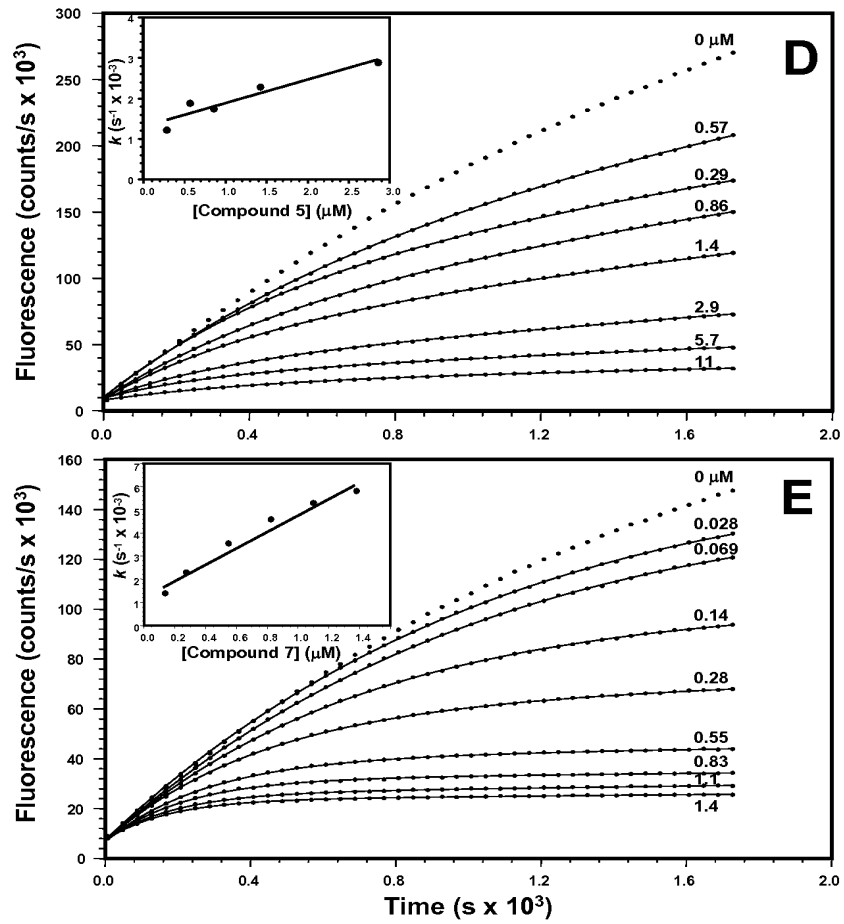 300
250
200
150
100
50
0
Fluorescence (counts/s x 10³)
0.0 0.4 0.8 1.2 1.6 2.0
D
0 µM
0.57
0.29
0.86
1.4
2.9
5.7
11
4
3
2
1
0
k (s⁻¹ x 10⁻³)
0.0 0.5 1.0 1.5 2.0 2.5 3.0
[Compound 5] (µM)
160
140
120
100
80
60
40
20
0
Fluorescence (counts/s x 10³)
E
0 µM
0.028
0.069
0.14
0.28
0.55
0.83
1.1
1.4
7
6
5
4
3
2
1
0
k (s⁻¹ x 10⁻³)
0.0 0.2 0.4 0.6 0.8 1.0 1.2 1.4
[Compound 7] (µM)
0.0 0.4 0.8 1.2 1.6 2.0
Time (s x 10³)